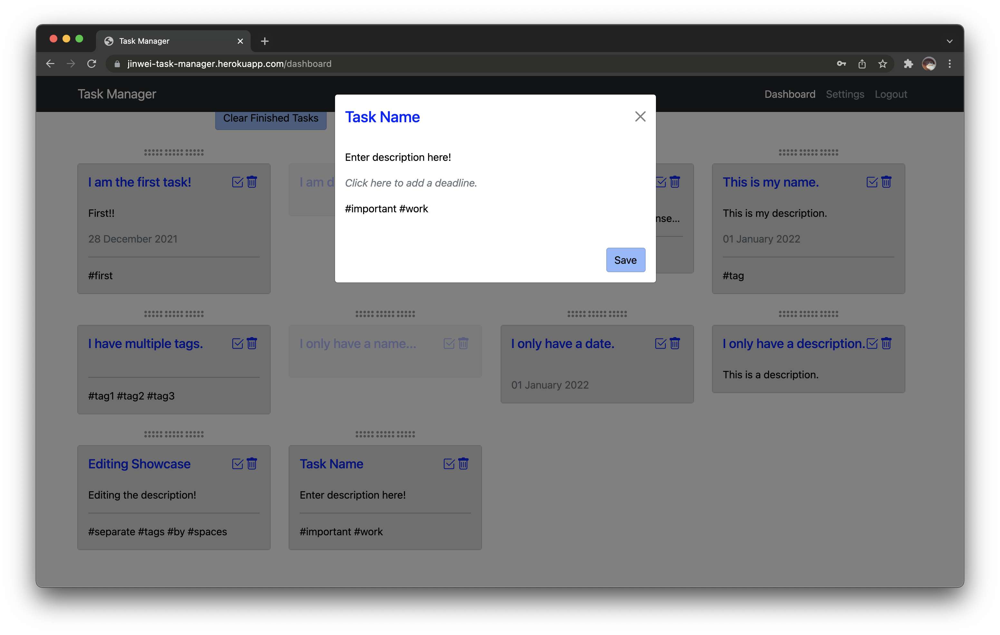 Task Manager
jinwei-task-manager.herokuapp.com/dashboard
Task Manager
Dashboard Settings Logout
Clear Finished Tasks
Task Name
Enter description here!
Click here to add a deadline.
#important #work
Save
I am the first task!
First!!
28 December 2021
#first
I am
This is my name.
This is my description.
01 January 2022
#tag
I have multiple tags.
#tag1 #tag2 #tag3
I only have a name...
I only have a date.
01 January 2022
I only have a description.
This is a description.
Editing Showcase
Editing the description!
#separate #tags #by #spaces
Task Name
Enter description here!
#important #work